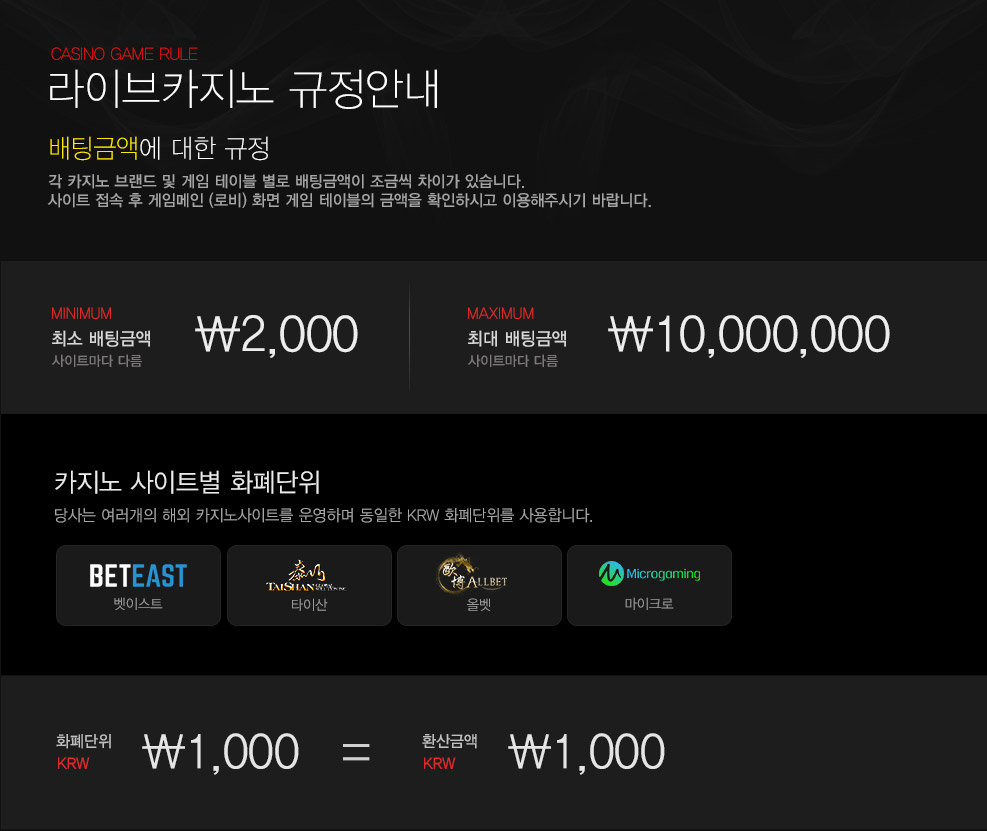 CASINO GAME RULE
라이브카지노 규정안내
배팅금액에 대한 규정
각 카지노 브랜드 및 게임 테이블 별로 배팅금액이 조금씩 차이가 있습니다.
사이트 접속 후 게임메인 (로비) 화면 게임 테이블의 금액을 확인하시고 이용해주시기 바랍니다.
MINIMUM
최소 배팅금액
사이트마다 다름
₩2,000
MAXIMUM
최대 배팅금액
사이트마다 다름
₩10,000,000
카지노 사이트별 화폐단위
당사는 여러개의 해외 카지노사이트를 운영하며 동일한 KRW 화폐단위를 사용합니다.
BETEAST
벳이스트
TAISHAN
타이산
歐博 ALLBET
올벳
Microgaming
마이크로
화폐단위
KRW
₩1,000
=
환산금액
KRW
₩1,000